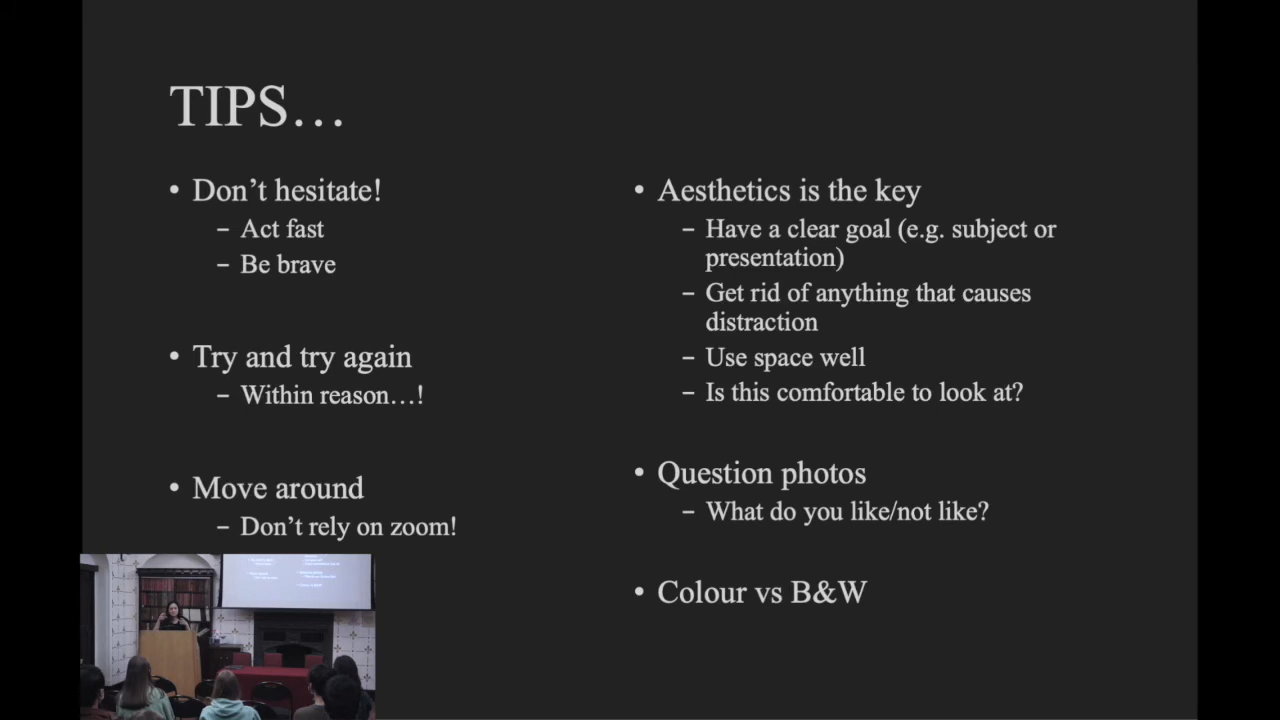 TIPS…
• Don’t hesitate!
– Act fast
– Be brave
• Try and try again
– Within reason…!
• Move around
– Don’t rely on zoom!
• Aesthetics is the key
– Have a clear goal (e.g. subject or
presentation)
– Get rid of anything that causes
distraction
– Use space well
– Is this comfortable to look at?
• Question photos
– What do you like/not like?
• Colour vs B&W